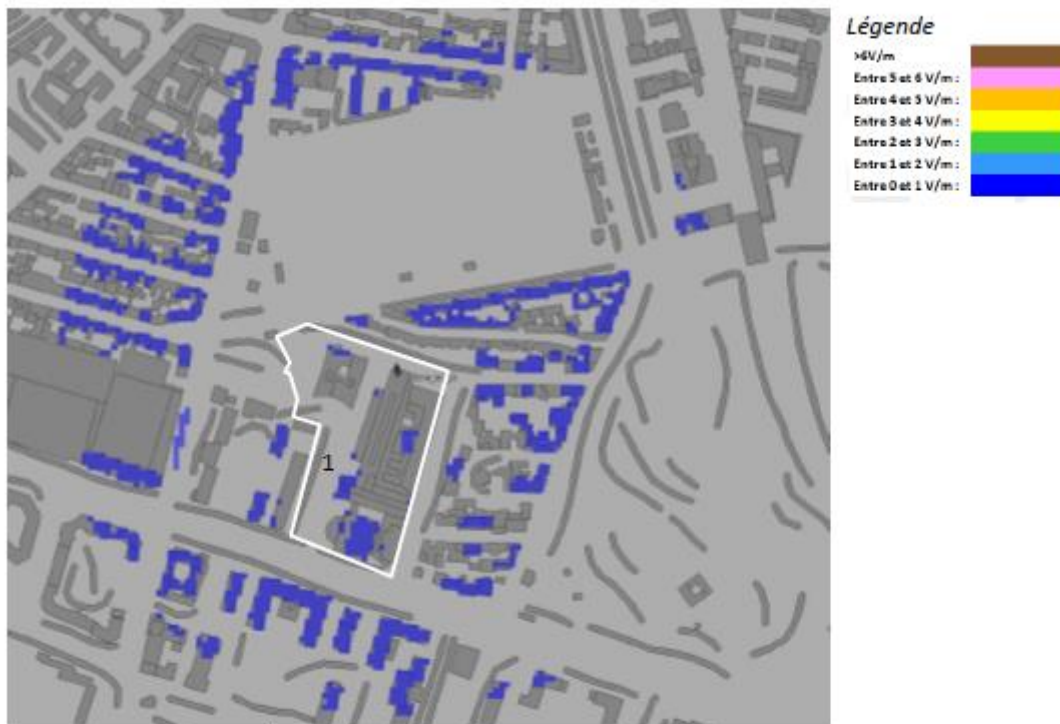 Légende
>6V/m
Entre 5 et 6 V/m :
Entre 4 et 5 V/m :
Entre 3 et 4 V/m :
Entre 2 et 3 V/m :
Entre 1 et 2 V/m :
Entre 0 et 1 V/m :
1